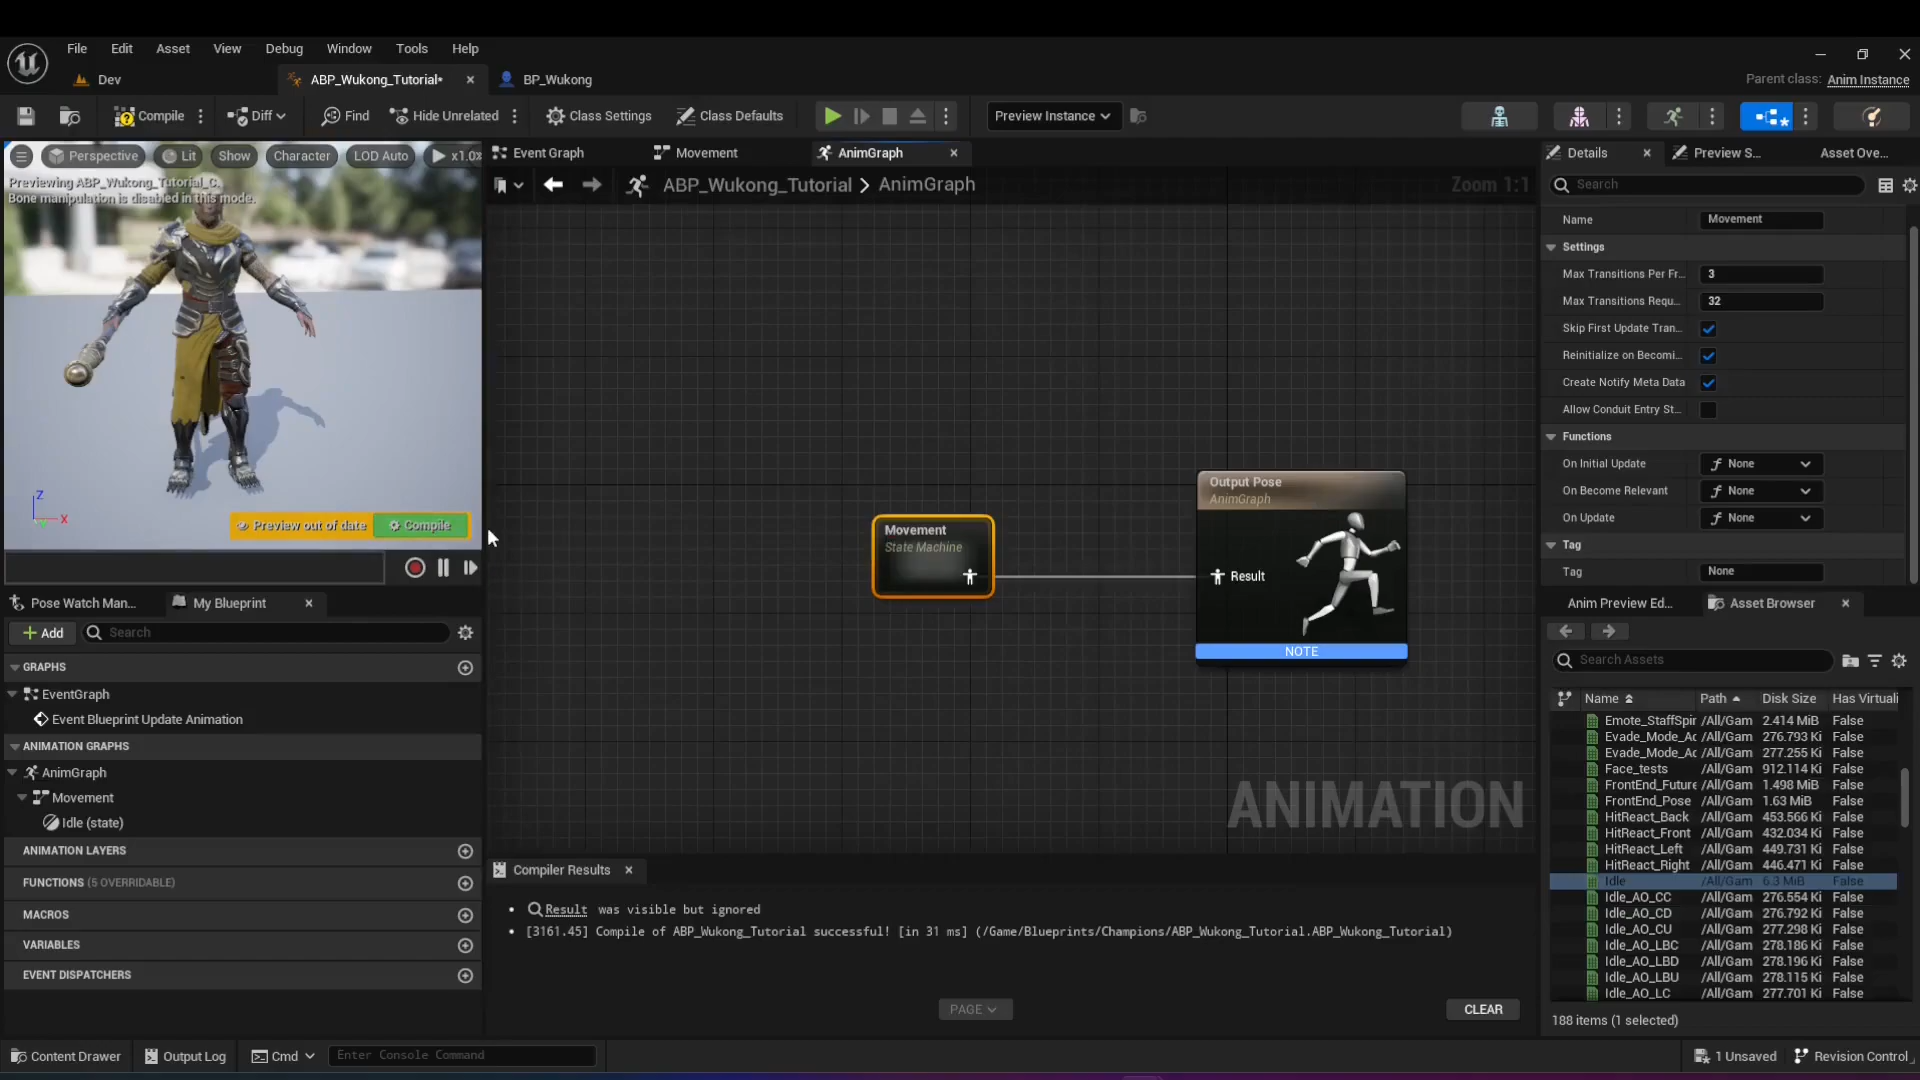 File Edit Asset View Debug Window Tools Help
Dev ABP_Wukong_Tutorial* BP_Wukong Parent class: Anim Instance
Compile Diff Find Hide Unrelated Class Settings Class Defaults Preview Instance
Perspective Lit Show Character LOD Auto x1.0x
Previewing ABP_Wukong_Tutorial_C.
Bone manipulation is disabled in this mode.
Z
X
Preview out of date Compile
Pose Watch Man... My Blueprint
Add Search
GRAPHS
EventGraph
Event Blueprint Update Animation
ANIMATION GRAPHS
AnimGraph
Movement
Idle (state)
ANIMATION LAYERS
FUNCTIONS (5 OVERRIDABLE)
MACROS
VARIABLES
EVENT DISPATCHERS
Event Graph Movement AnimGraph
ABP_Wukong_Tutorial AnimGraph Zoom 1:1
Movement
State Machine
Output Pose
AnimGraph
Result
NOTE
ANIMATION
Compiler Results
Result was visible but ignored
[3161.45] Compile of ABP_Wukong_Tutorial successful! [in 31 ms] (/Game/Blueprints/Champions/ABP_Wukong_Tutorial.ABP_Wukong_Tutorial)
PAGE CLEAR
Details Preview S... Asset Ove...
Search
Name Movement
Settings
Max Transitions Per Fr... 3
Max Transitions Requ... 32
Skip First Update Tran...
Reinitialize on Becomi...
Create Notify Meta Data
Allow Conduit Entry St...
Functions
On Initial Update None
On Become Relevant None
On Update None
Tag
Tag None
Anim Preview Ed... Asset Browser
Search Assets
Name Path Disk Size Has Virtuali
Emote_StaffSpir /All/Gam 2.414 MiB False
Evade_Mode_Ac /All/Gam 276.793 Ki False
Evade_Mode_Ac /All/Gam 277.255 Ki False
Face_tests /All/Gam 912.114 Ki False
FrontEnd_Future /All/Gam 1.498 MiB False
FrontEnd_Pose /All/Gam 1.63 MiB False
HitReact_Back /All/Gam 453.566 Ki False
HitReact_Front /All/Gam 432.034 Ki False
HitReact_Left /All/Gam 449.731 Ki False
HitReact_Right /All/Gam 446.471 Ki False
Idle /All/Gam 6.3 MiB False
Idle_AO_CC /All/Gam 276.554 Ki False
Idle_AO_CD /All/Gam 276.792 Ki False
Idle_AO_CU /All/Gam 277.298 Ki False
Idle_AO_LBC /All/Gam 278.186 Ki False
Idle_AO_LBD /All/Gam 278.196 Ki False
Idle_AO_LBU /All/Gam 278.115 Ki False
Idle_AO_LC /All/Gam 277.701 Ki False
188 items (1 selected)
Content Drawer Output Log Cmd Enter Console Command 1 Unsaved Revision Control